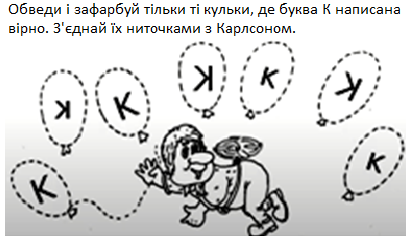 Обведи і зафарбуй тільки ті кульки, де буква К написана
вірно. З'єднай їх ниточками з Карлсоном.
К К К К К
К К К